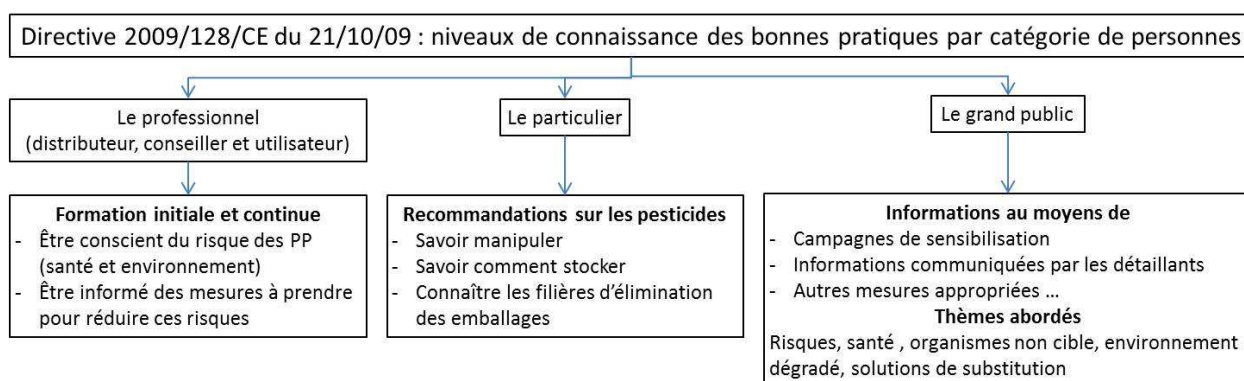 Directive 2009/128/CE du 21/10/09 : niveaux de connaissance des bonnes pratiques par catégorie de personnes
Le professionnel
(distributeur, conseiller et utilisateur)
Le particulier
Le grand public
Formation initiale et continue
- Être conscient du risque des PP
(santé et environnement)
- Être informé des mesures à prendre
pour réduire ces risques
Recommandations sur les pesticides
- Savoir manipuler
- Savoir comment stocker
- Connaître les filières d'élimination
des emballages
Informations au moyens de
- Campagnes de sensibilisation
- Informations communiquées par les détaillants
- Autres mesures appropriées ...
Thèmes abordés
Risques, santé , organismes non cible, environnement
dégradé, solutions de substitution